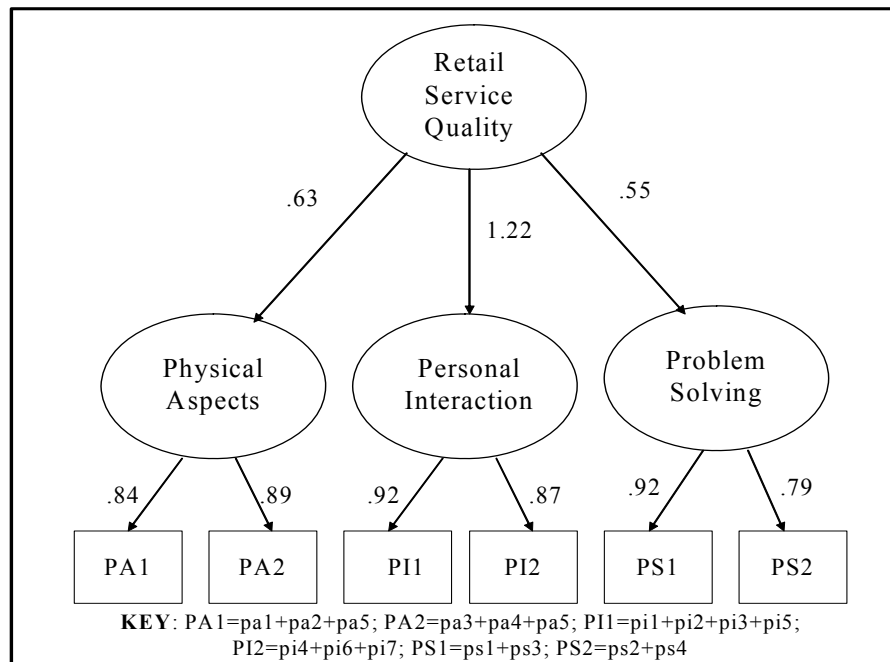 Retail
Service
Quality
.63
1.22
.55
Physical
Aspects
Personal
Interaction
Problem
Solving
.84
.89
.92
.87
.92
.79
PA1
PA2
PI1
PI2
PS1
PS2
KEY: PA1=pa1+pa2+pa5; PA2=pa3+pa4+pa5; PI1=pi1+pi2+pi3+pi5;
PI2=pi4+pi6+pi7; PS1=ps1+ps3; PS2=ps2+ps4